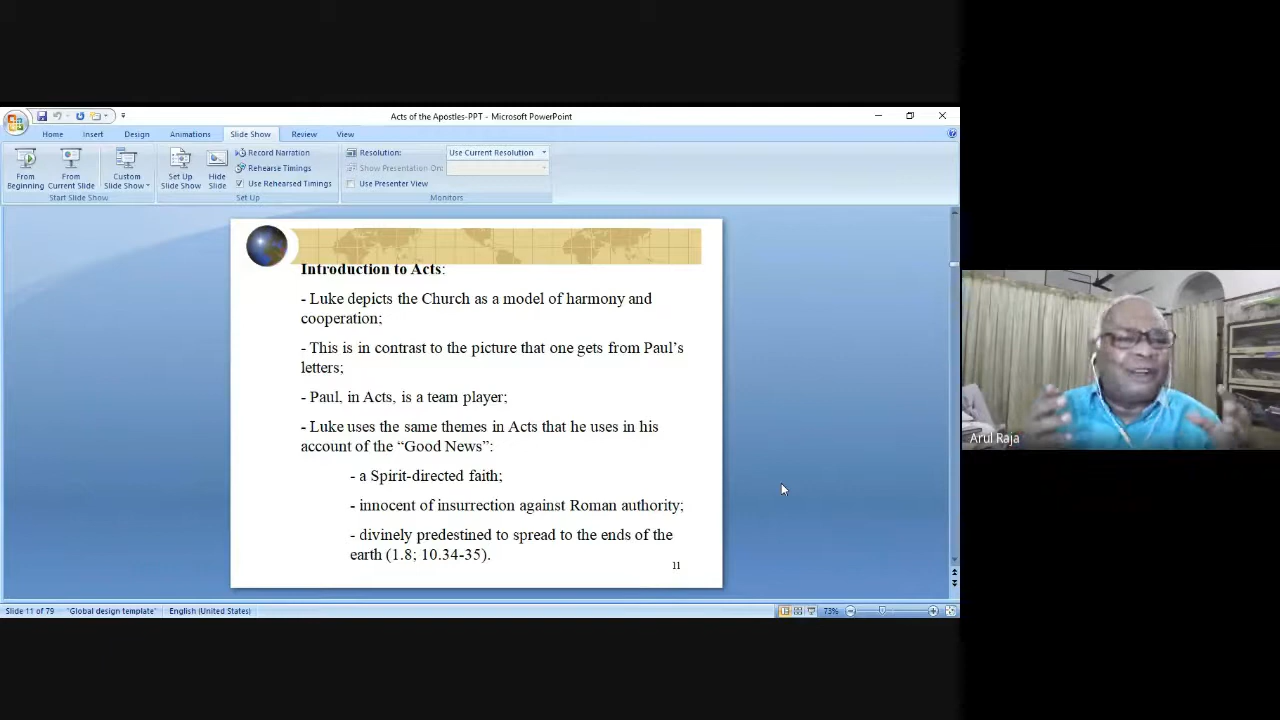 Acts of the Apostles-PPT - Microsoft PowerPoint
Home Insert Design Animations Slide Show Review View
Record Narration
Rehearse Timings
Use Rehearsed Timings
From Beginning
From Current Slide
Custom Slide Show
Set Up Slide Show
Hide Slide
Resolution: Use Current Resolution
Show Presentation On:
Use Presenter View
Start Slide Show Set Up Monitors
Introduction to Acts:
- Luke depicts the Church as a model of harmony and
cooperation;
- This is in contrast to the picture that one gets from Paul's
letters;
- Paul, in Acts, is a team player;
- Luke uses the same themes in Acts that he uses in his
account of the “Good News”:
- a Spirit-directed faith;
- innocent of insurrection against Roman authority;
- divinely predestined to spread to the ends of the
earth (1.8; 10.34-35).
11
Arul Raja
Slide 11 of 79 "Global design template" English (United States) 73%